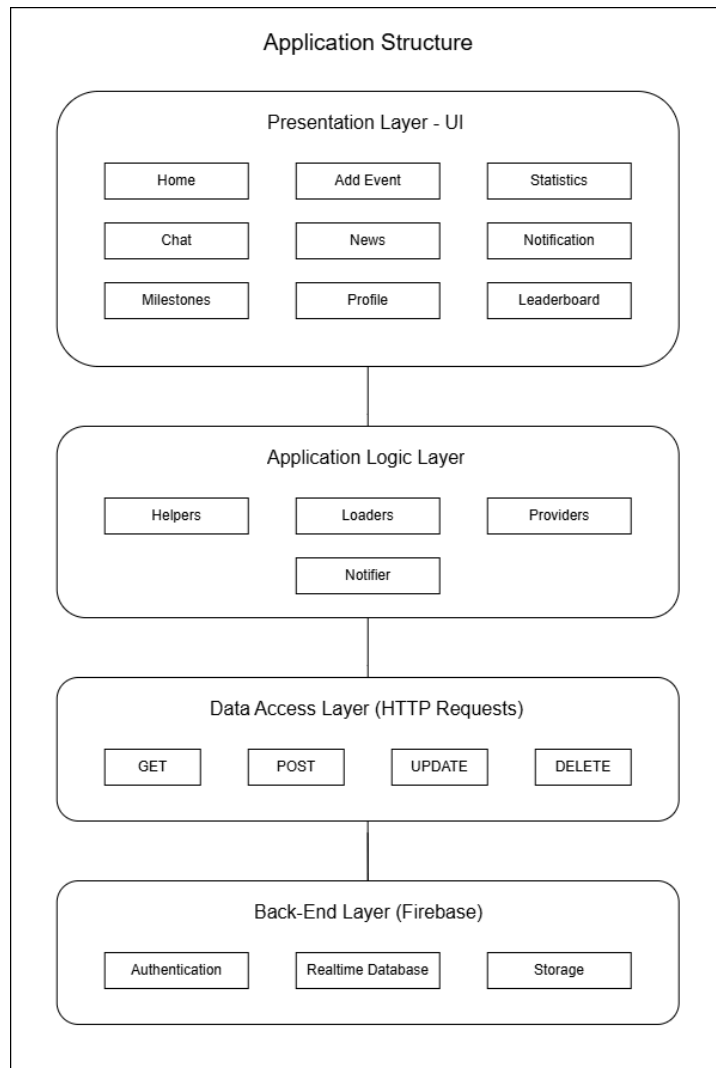 Application Structure
Presentation Layer - UI
Home
Add Event
Statistics
Chat
News
Notification
Milestones
Profile
Leaderboard
Application Logic Layer
Helpers
Loaders
Providers
Notifier
Data Access Layer (HTTP Requests)
GET
POST
UPDATE
DELETE
Back-End Layer (Firebase)
Authentication
Realtime Database
Storage